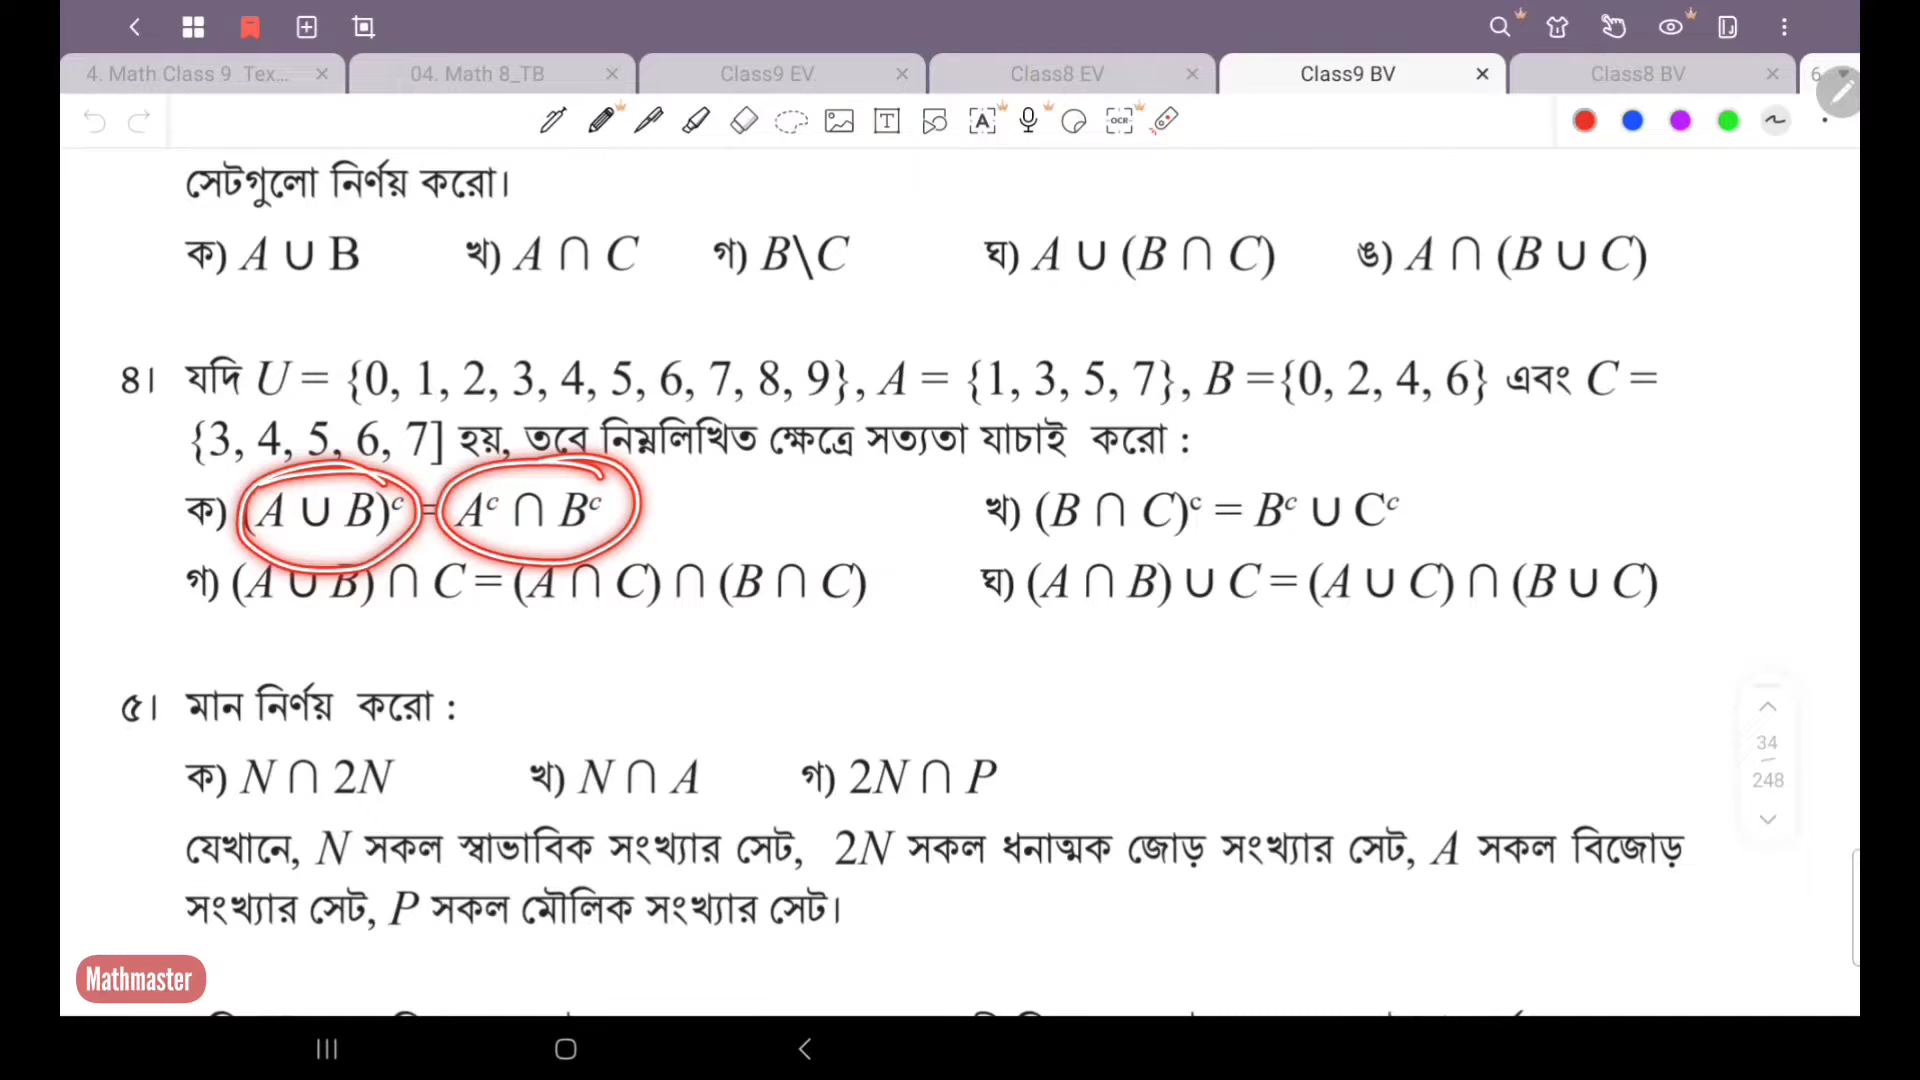 4. Math Class 9 Tex...
04. Math 8_TB
Class9 EV
Class8 EV
Class9 BV
Class8 BV
6
T
A
OCR
সেটগুলো নির্ণয় করো।
ক) A ∪ B খ) A ∩ C গ) B\C ঘ) A ∪ (B ∩ C) ঙ) A ∩ (B ∪ C)
৪। যদি U = {0, 1, 2, 3, 4, 5, 6, 7, 8, 9}, A = {1, 3, 5, 7}, B ={0, 2, 4, 6} এবং C =
{3, 4, 5, 6, 7] হয়, তবে নিম্নলিখিত ক্ষেত্রে সত্যতা যাচাই করো :
ক) (A ∪ B)ᶜ = Aᶜ ∩ Bᶜ খ) (B ∩ C)ᶜ = Bᶜ ∪ Cᶜ
গ) (A ∪ B) ∩ C = (A ∩ C) ∩ (B ∩ C) ঘ) (A ∩ B) ∪ C = (A ∪ C) ∩ (B ∪ C)
৫। মান নির্ণয় করো :
ক) N ∩ 2N খ) N ∩ A গ) 2N ∩ P
যেখানে, N সকল স্বাভাবিক সংখ্যার সেট, 2N সকল ধনাত্মক জোড় সংখ্যার সেট, A সকল বিজোড়
সংখ্যার সেট, P সকল মৌলিক সংখ্যার সেট।
34
248
Mathmaster